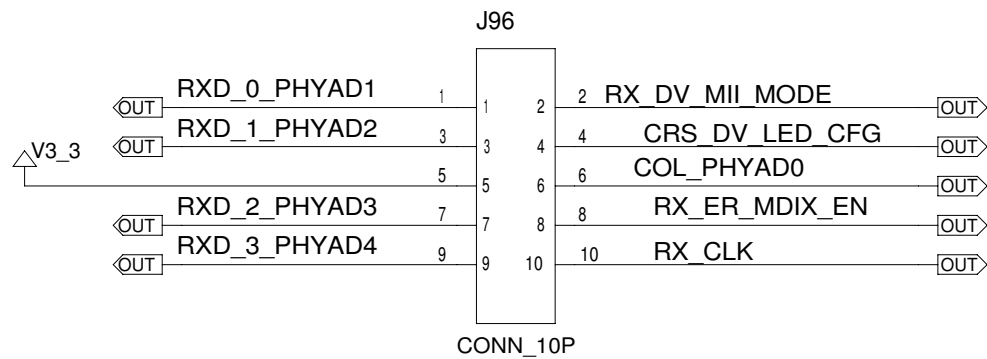 J96
OUT RXD_0_PHYAD1 1 1 2 2 RX_DV_MII_MODE OUT
OUT RXD_1_PHYAD2 3 3 4 4 CRS_DV_LED_CFG OUT
V3_3 5 5 6 6 COL_PHYAD0 OUT
OUT RXD_2_PHYAD3 7 7 8 8 RX_ER_MDIX_EN OUT
OUT RXD_3_PHYAD4 9 9 10 10 RX_CLK OUT
CONN_10P